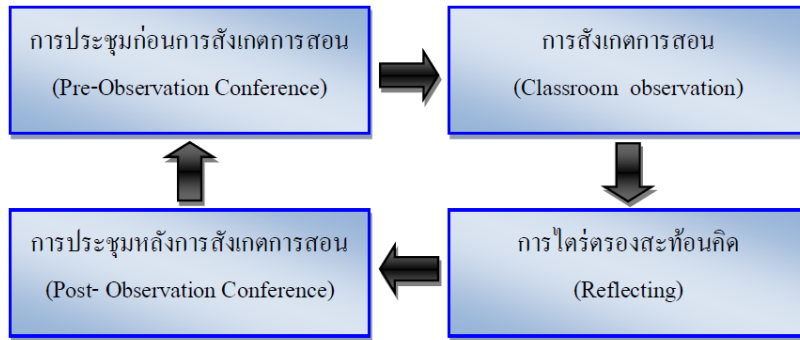 การประชุมก่อนการสังเกตการสอน
(Pre-Observation Conference)
การสังเกตการสอน
(Classroom observation)
การประชุมหลังการสังเกตการสอน
(Post- Observation Conference)
การไตร่ตรองสะท้อนคิด
(Reflecting)